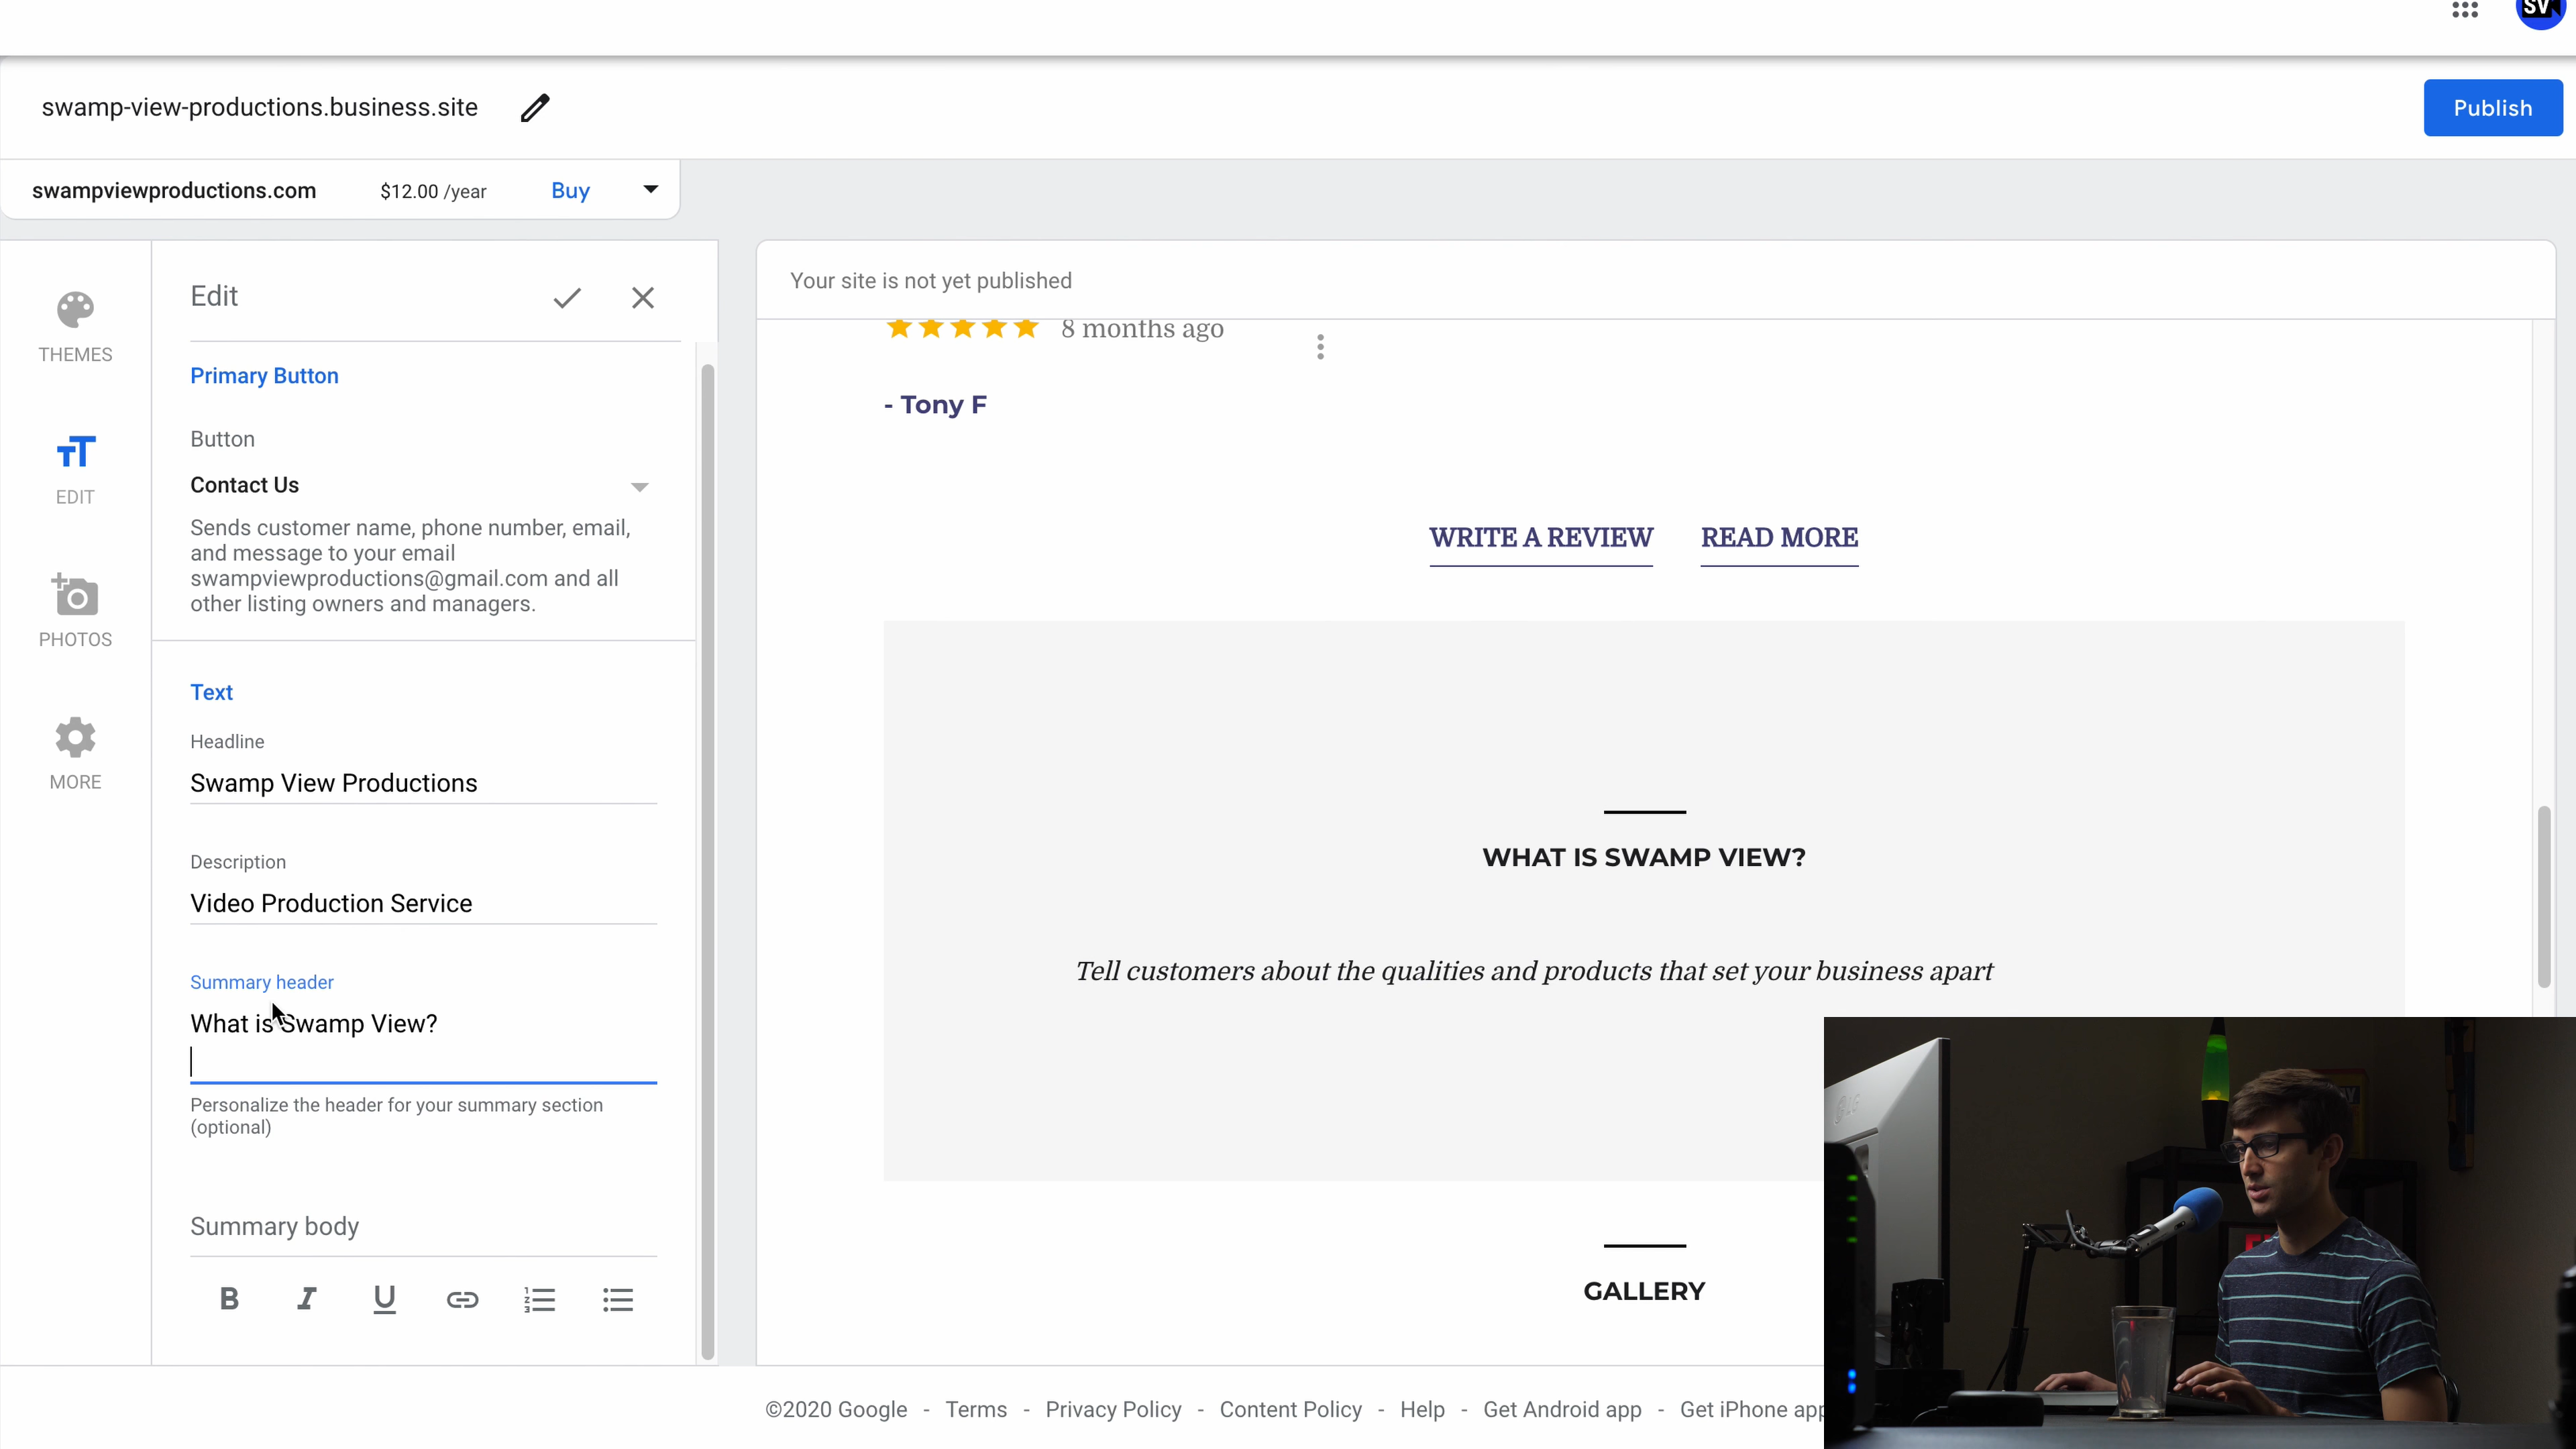 SV
swamp-view-productions.business.site
Publish
swampviewproductions.com $12.00 /year Buy
THEMES
EDIT
PHOTOS
MORE
Edit
Primary Button
Button
Contact Us
Sends customer name, phone number, email,
and message to your email
swampviewproductions@gmail.com and all
other listing owners and managers.
Text
Headline
Swamp View Productions
Description
Video Production Service
Summary header
What is Swamp View?
Personalize the header for your summary section
(optional)
Summary body
B I U
Your site is not yet published
8 months ago
- Tony F
WRITE A REVIEW READ MORE
WHAT IS SWAMP VIEW?
Tell customers about the qualities and products that set your business apart
GALLERY
©2020 Google - Terms - Privacy Policy - Content Policy - Help - Get Android app - Get iPhone app
LG